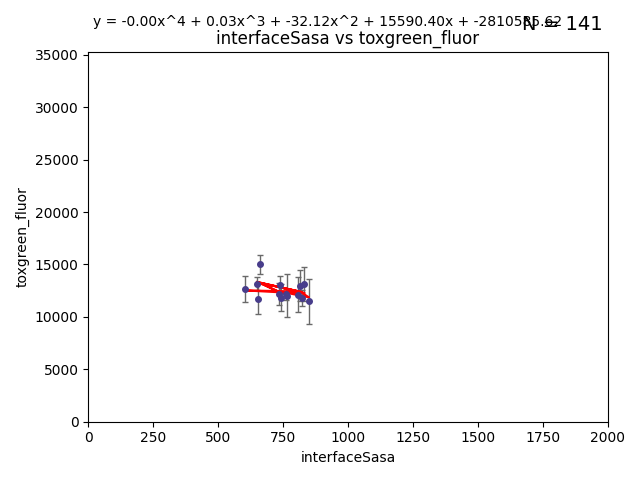 y = -0.00x^4 + 0.03x^3 + -32.12x^2 + 15590.40x + -2810585.62
N = 141
interfaceSasa vs toxgreen_fluor
35000
30000
25000
20000
15000
10000
5000
0
toxgreen_fluor
0 250 500 750 1000 1250 1500 1750 2000
interfaceSasa